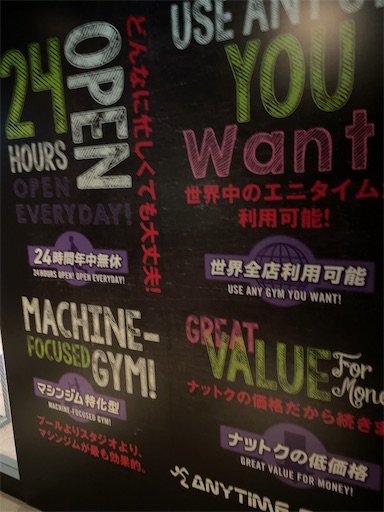 24
HOURS
OPEN
OPEN
EVERYDAY!
どんなに忙しくても大丈夫!
24時間年中無休
24HOURS OPEN! OPEN EVERYDAY!
MACHINE-
FOCUSED
GYM!
マシンジム特化型
MACHINE-FOCUSED GYM!
プールよりスタジオより、
マシンジムが最も効果的。
USE ANY
YOU
Want
世界中のエニタイム
利用可能!
世界全店利用可能
USE ANY GYM YOU WANT!
GREAT
VALUE
For
Mone
ナットクの価格だから続き
ナットクの低価格
GREAT VALUE FOR MONEY!
ANYTIME